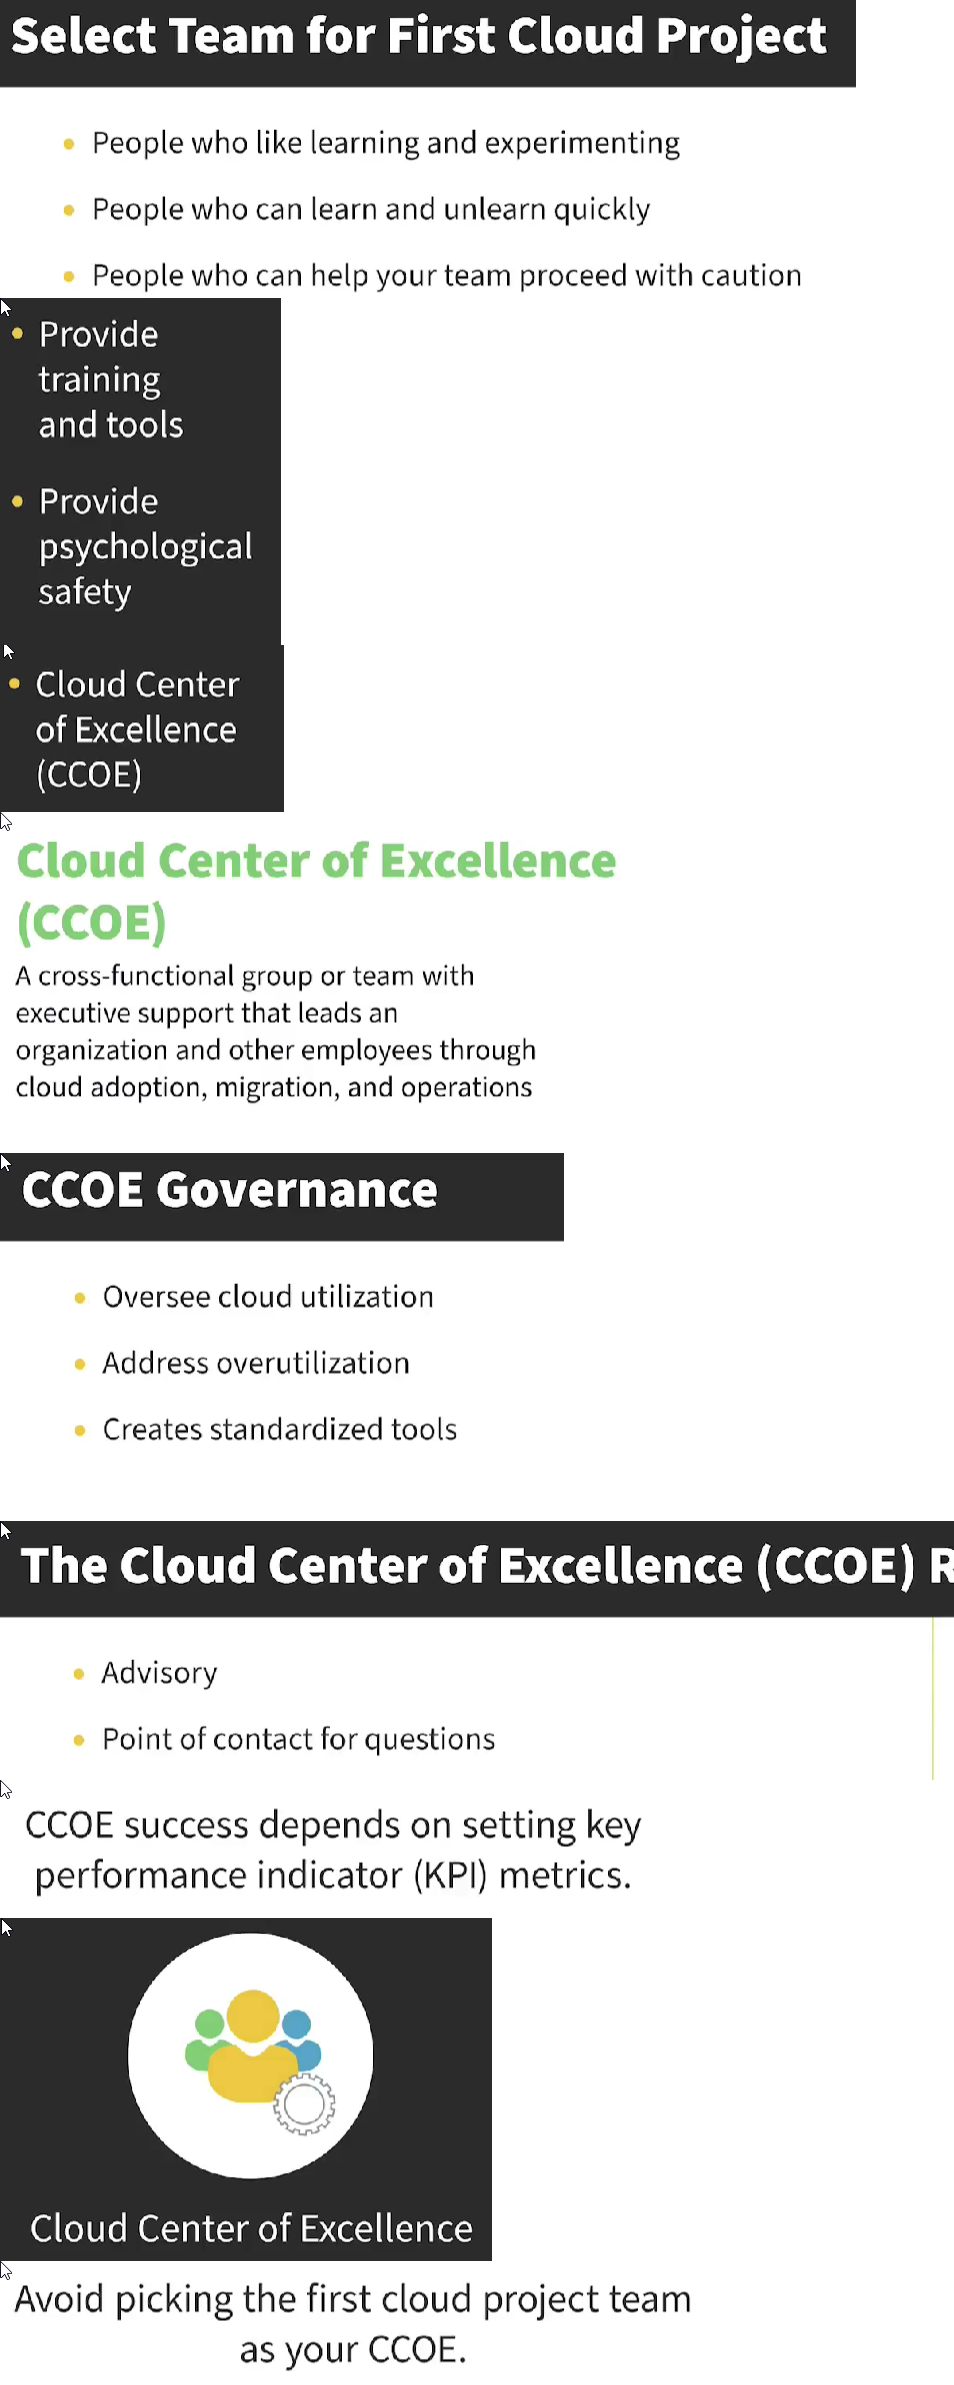 Select Team for First Cloud Project
• People who like learning and experimenting
• People who can learn and unlearn quickly
• People who can help your team proceed with caution
• Provide
training
and tools
• Provide
psychological
safety
• Cloud Center
of Excellence
(CCOE)
Cloud Center of Excellence
(CCOE)
A cross-functional group or team with
executive support that leads an
organization and other employees through
cloud adoption, migration, and operations
CCOE Governance
• Oversee cloud utilization
• Address overutilization
• Creates standardized tools
The Cloud Center of Excellence (CCOE) R
• Advisory
• Point of contact for questions
CCOE success depends on setting key
performance indicator (KPI) metrics.
Cloud Center of Excellence
Avoid picking the first cloud project team
as your CCOE.